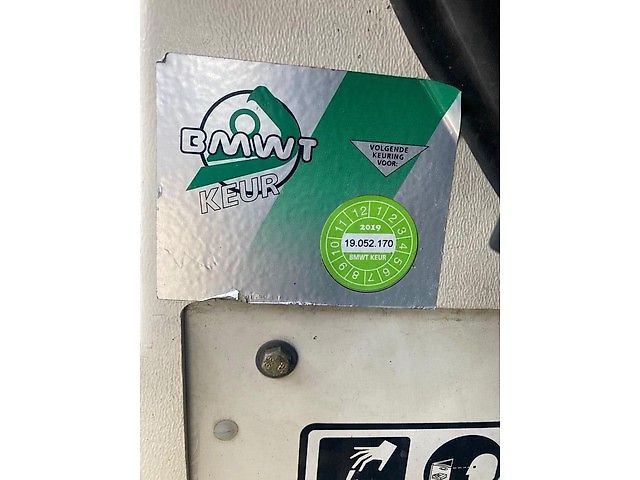 BMWT
KEUR
VOLGENDE
KEURING
VOOR:
11 12 1 2 3 4 5 6 7 8 9 10
2019
19.052.170
BMWT KEUR